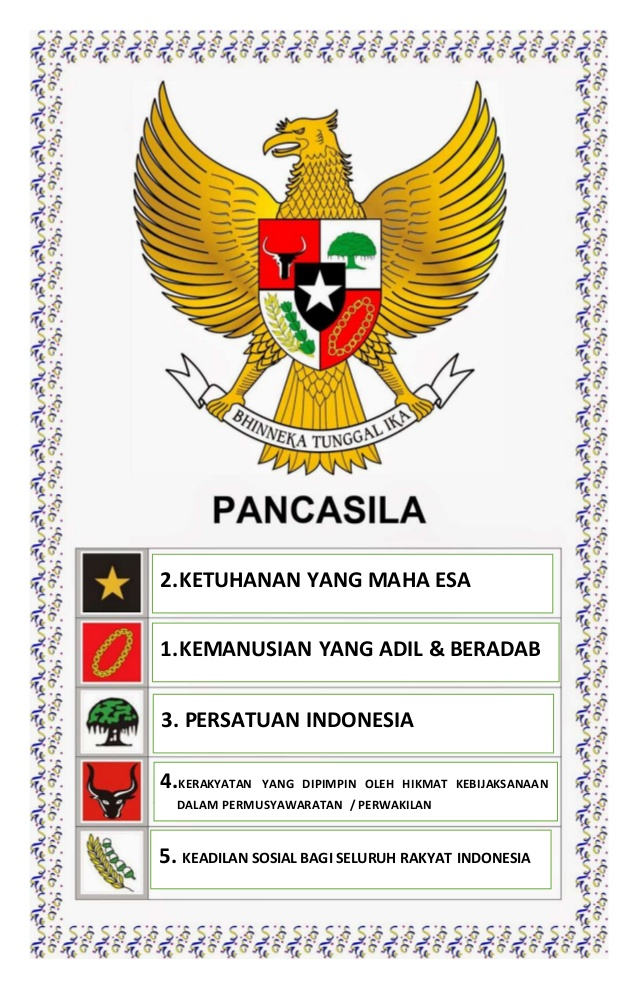 BHINNEKA TUNGGAL IKA
PANCASILA
2.KETUHANAN YANG MAHA ESA
1.KEMANUSIAN YANG ADIL & BERADAB
3. PERSATUAN INDONESIA
4.KERAKYATAN YANG DIPIMPIN OLEH HIKMAT KEBIJAKSANAAN
DALAM PERMUSYAWARATAN / PERWAKILAN
5. KEADILAN SOSIAL BAGI SELURUH RAKYAT INDONESIA